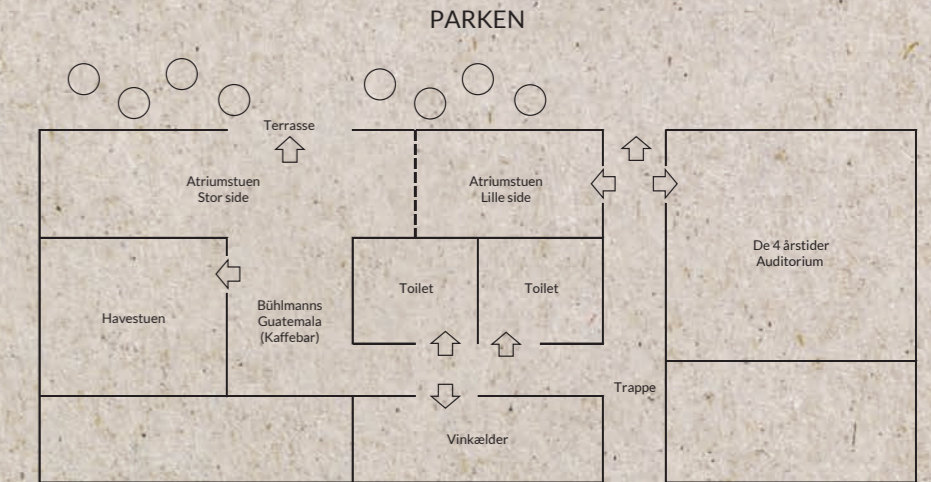 PARKEN
Terrasse
Atriumstuen
Stor side
Atriumstuen
Lille side
De 4 årstider
Auditorium
Havestuen
Bühlmanns
Guatemala
(Kaffebar)
Toilet
Toilet
Trappe
Vinkælder